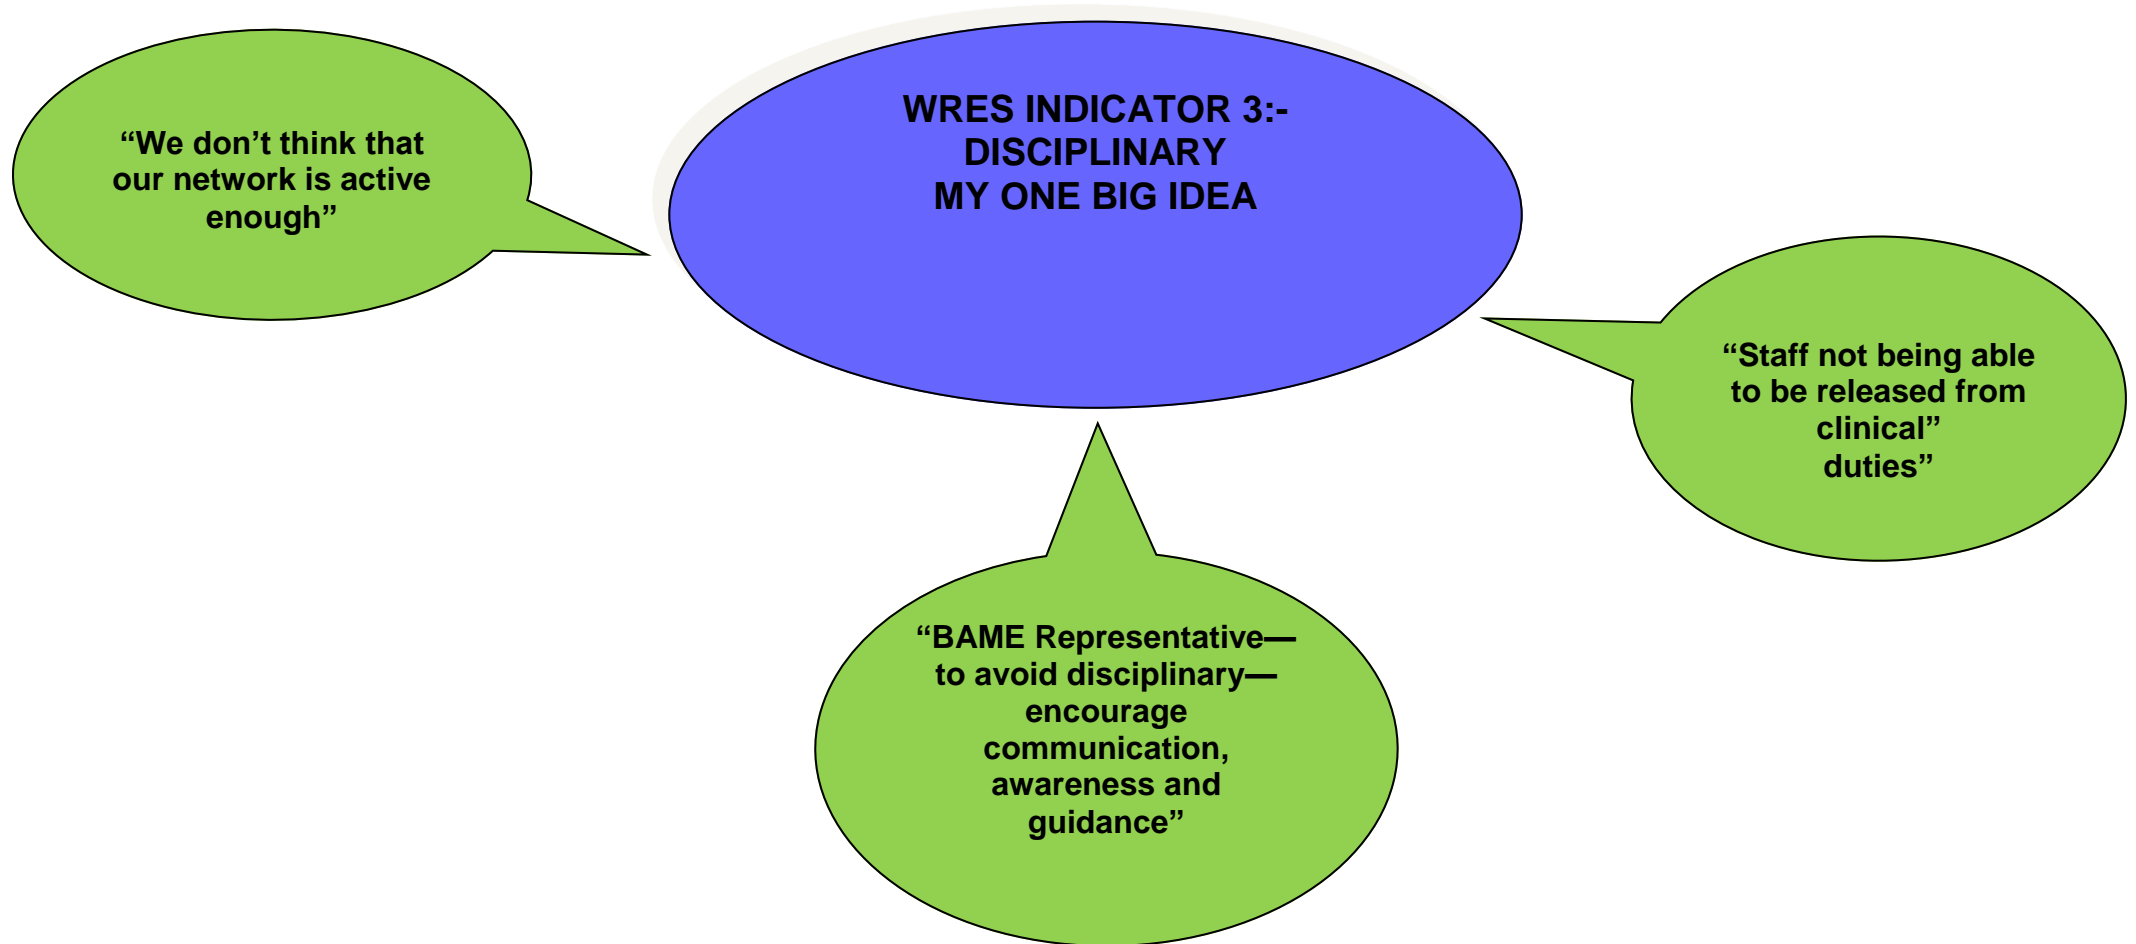 WRES INDICATOR 3:-
DISCIPLINARY
MY ONE BIG IDEA
“We don’t think that
our network is active
enough”
“Staff not being able
to be released from
clinical”
duties”
“BAME Representative—
to avoid disciplinary—
encourage
communication,
awareness and
guidance”